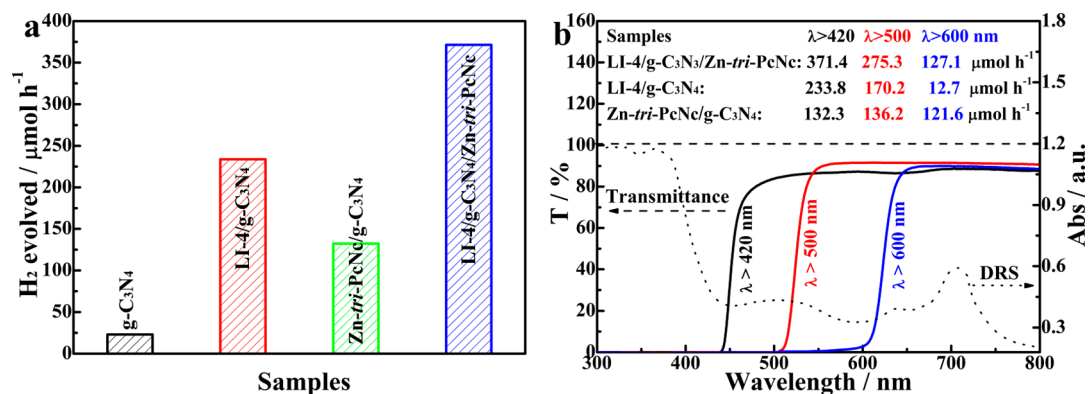 a
H₂ evolved / μmol h⁻¹
400
350
300
250
200
150
100
50
0
g-C₃N₄
LI-4/g-C₃N₄
Zn-tri-PcNc/g-C₃N₄
LI-4/g-C₃N₄/Zn-tri-PcNc
Samples
b
T / %
160
140
120
100
80
60
40
20
0
Samples λ>420 λ>500 λ>600 nm
LI-4/g-C₃N₃/Zn-tri-PcNc: 371.4 275.3 127.1 μmol h⁻¹
LI-4/g-C₃N₄: 233.8 170.2 12.7 μmol h⁻¹
Zn-tri-PcNc/g-C₃N₄: 132.3 136.2 121.6 μmol h⁻¹
Transmittance
λ > 420 nm
λ > 500 nm
λ > 600 nm
DRS
1.8
1.5
1.2
0.9
0.6
0.3
Abs / a.u.
300 400 500 600 700 800
Wavelength / nm